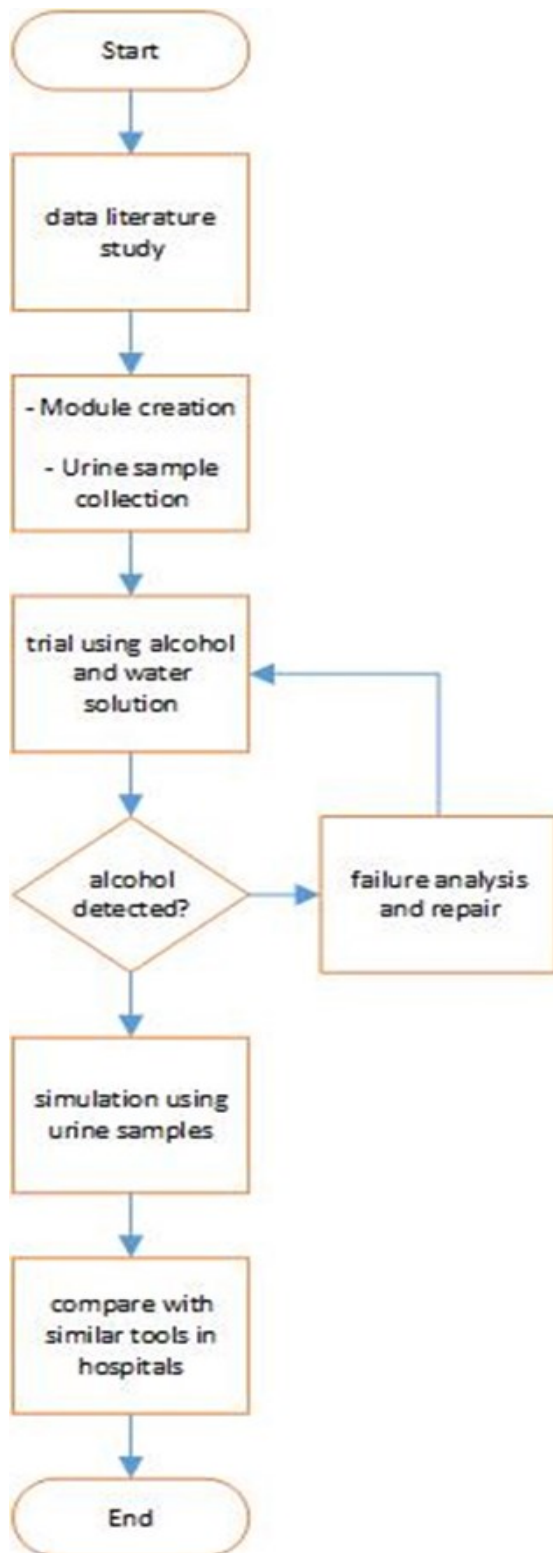 Start
data literature
study
- Module creation
- Urine sample
collection
trial using alcohol
and water
solution
alcohol
detected?
failure analysis
and repair
simulation using
urine samples
compare with
similar tools in
hospitals
End